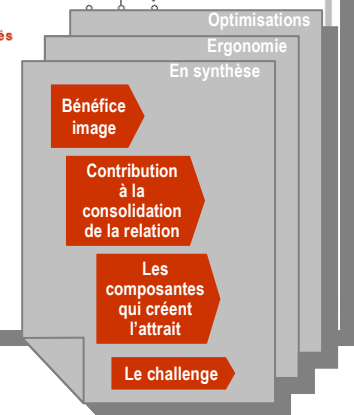 Optimisations
és
Ergonomie
En synthèse
Bénéfice
image
Contribution
à la
consolidation
de la relation
Les
composantes
qui créent
l'attrait
Le challenge